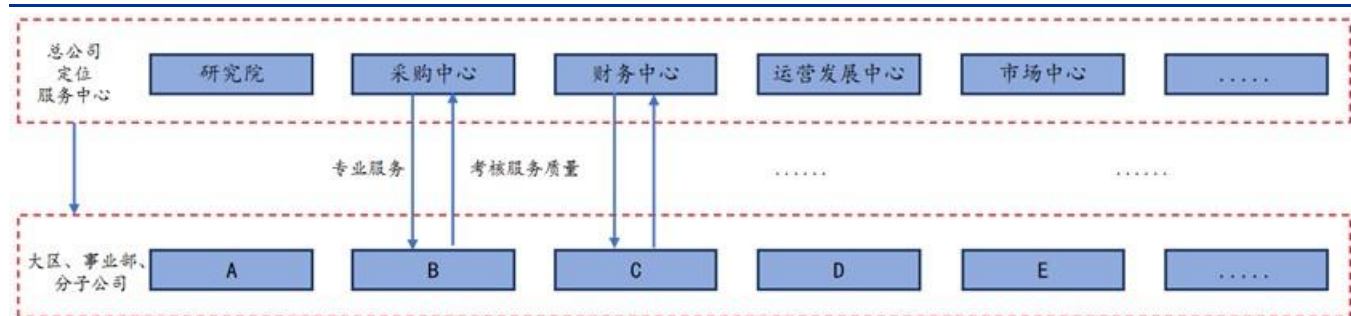 总公司
定位
服务中心
研究院
采购中心
财务中心
运营发展中心
市场中心
.....
专业服务
考核服务质量
......
......
大区、事业部、
分子公司
A
B
C
D
E
.....